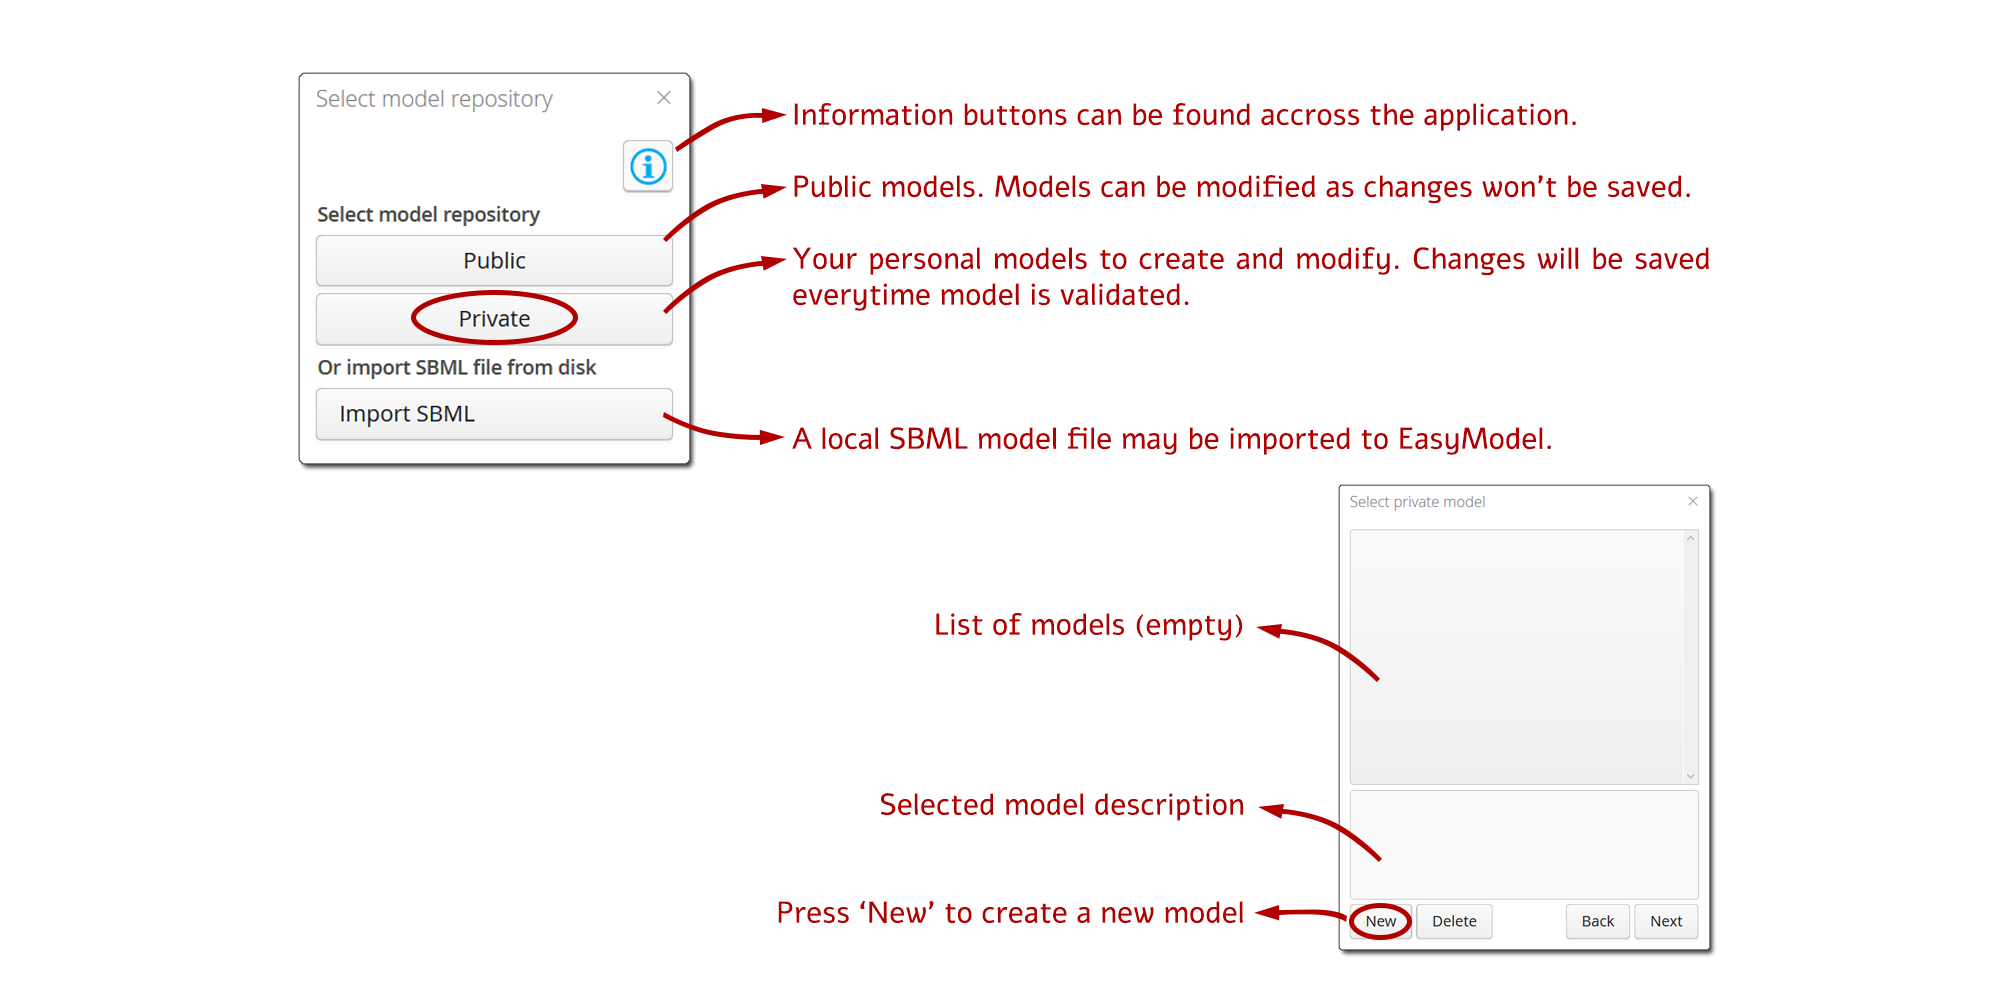 Select model repository
Information buttons can be found accross the application.
Public models. Models can be modified as changes won't be saved.
Select model repository
Public
Your personal models to create and modify. Changes will be saved
everytime model is validated.
Private
Or import SBML file from disk
Import SBML
A local SBML model file may be imported to EasyModel.
Select private model
List of models (empty)
Selected model description
Press ‘New’ to create a new model
New Delete Back Next